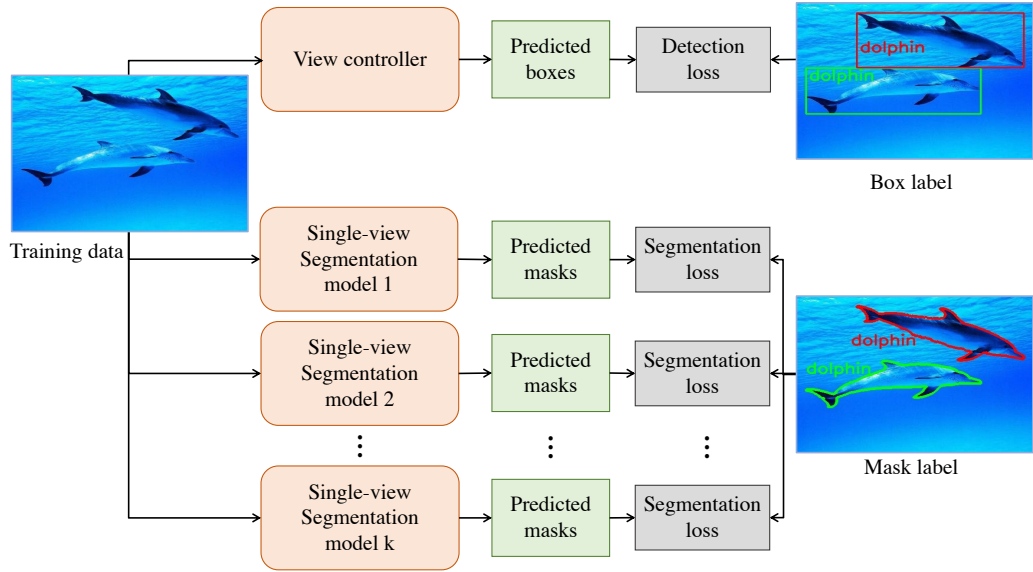 View controller
Predicted
boxes
Detection
loss
dolphin
dolphin
Box label
Training data
Single-view
Segmentation
model 1
Predicted
masks
Segmentation
loss
Single-view
Segmentation
model 2
Predicted
masks
Segmentation
loss
dolphin
dolphin
Mask label
Single-view
Segmentation
model k
Predicted
masks
Segmentation
loss